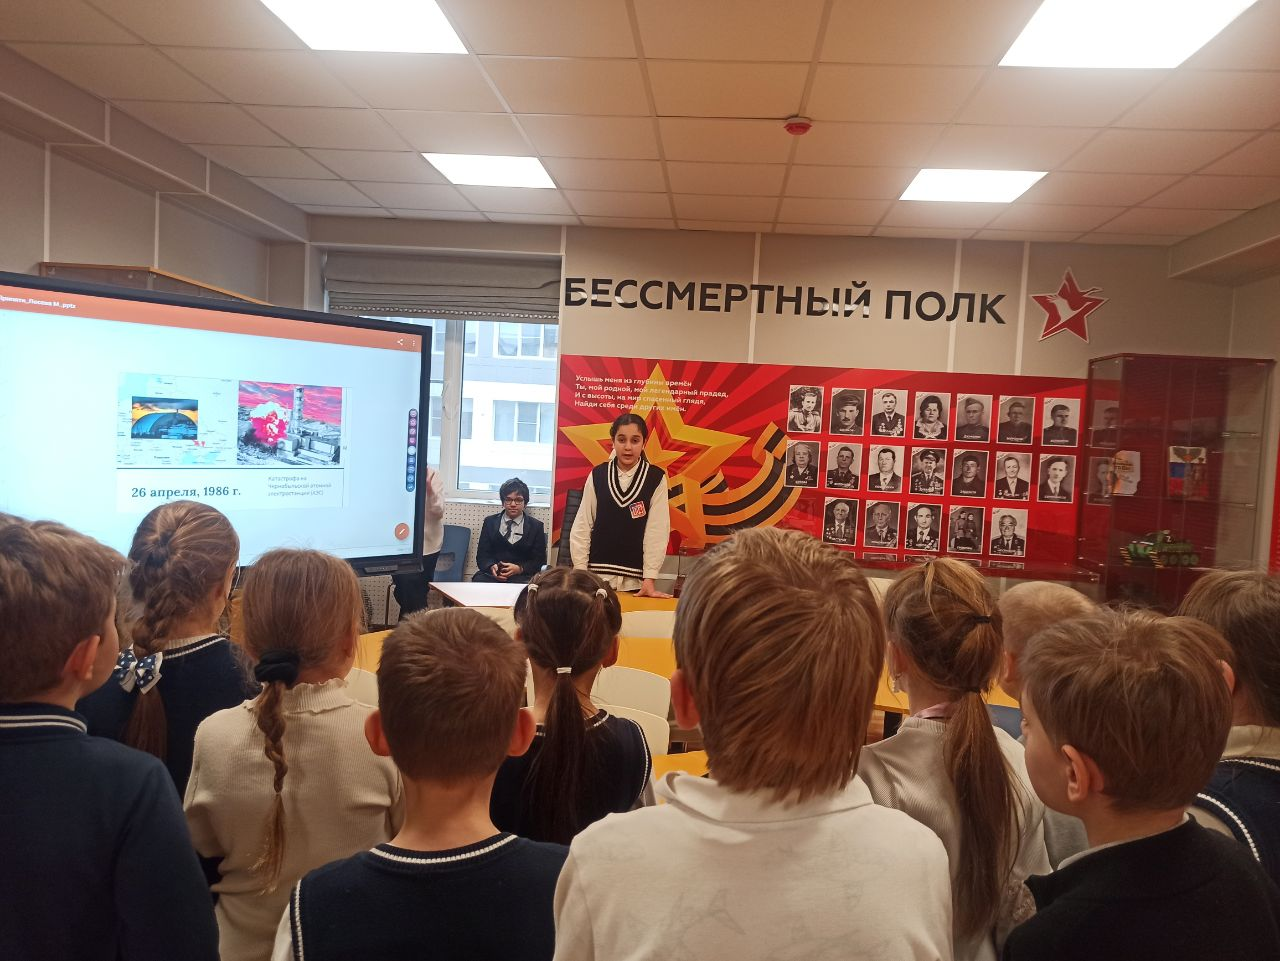 БЕССМЕРТНЫЙ ПОЛК
Услышь меня из глубины времён
Ты, мой родной, мой легендарный прадед,
И с высоты, на мир спасенный глядя,
Найди себя среди других имён.
26 апреля, 1986 г.
Катастрофа на
Чернобыльской атомной
электростанции (АЭС)